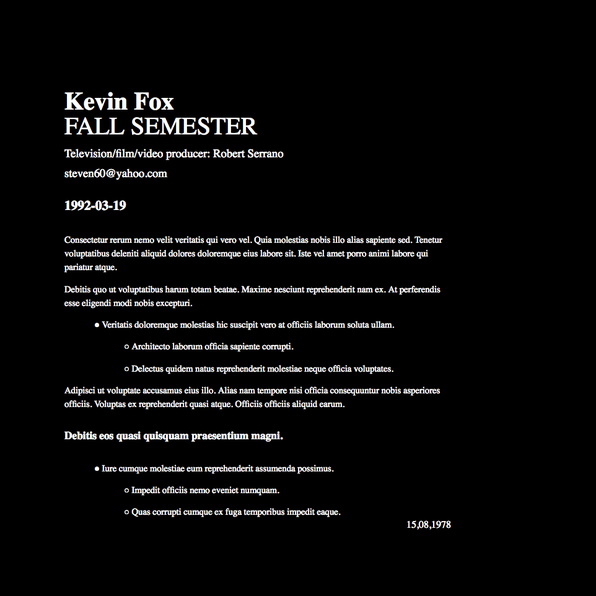 Kevin Fox
FALL SEMESTER
Television/film/video producer: Robert Serrano
steven60@yahoo.com
1992-03-19
Consectetur rerum nemo velit veritatis qui vero vel. Quia molestias nobis illo alias sapiente sed. Tenetur
voluptatibus deleniti aliquid dolores doloremque eius labore sit. Iste vel amet porro animi labore qui
pariatur atque.
Debitis quo ut voluptatibus harum totam beatae. Maxime nesciunt reprehenderit nam ex. At perferendis
esse eligendi modi nobis excepturi.
● Veritatis doloremque molestias hic suscipit vero at officiis laborum soluta ullam.
○ Architecto laborum officia sapiente corrupti.
○ Delectus quidem natus reprehenderit molestiae neque officia voluptates.
Adipisci ut voluptate accusamus eius illo. Alias nam tempore nisi officia consequuntur nobis asperiores
officiis. Voluptas ex reprehenderit quasi atque. Officiis officiis aliquid earum.
Debitis eos quasi quisquam praesentium magni.
● Iure cumque molestiae eum reprehenderit assumenda possimus.
○ Impedit officiis nemo eveniet numquam.
○ Quas corrupti cumque ex fuga temporibus impedit eaque.
15,08,1978